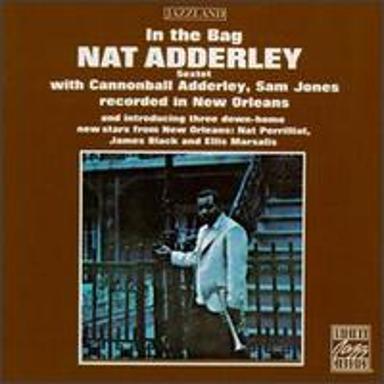 JAZZLAND
In the Bag
NAT ADDERLEY
Sextet
with Cannonball Adderley, Sam Jones
recorded in New Orleans
and introducing three down-home
new stars from New Orleans: Nat Perrilliat,
James Black and Ellis Marsalis
Jazz